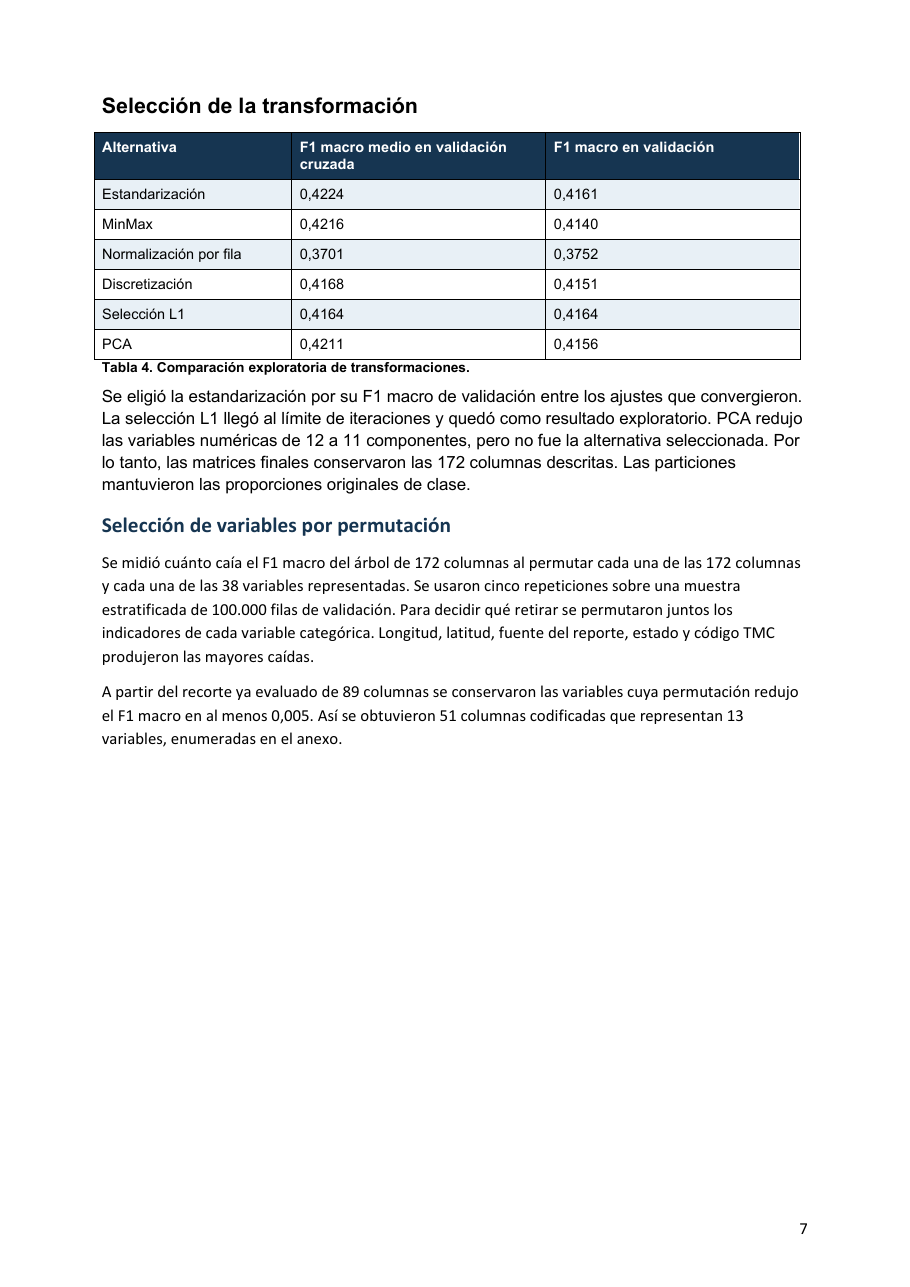 Selección de la transformación
Alternativa F1 macro medio en validación cruzada F1 macro en validación
Estandarización 0,4224 0,4161
MinMax 0,4216 0,4140
Normalización por fila 0,3701 0,3752
Discretización 0,4168 0,4151
Selección L1 0,4164 0,4164
PCA 0,4211 0,4156
Tabla 4. Comparación exploratoria de transformaciones.
Se eligió la estandarización por su F1 macro de validación entre los ajustes que convergieron.
La selección L1 llegó al límite de iteraciones y quedó como resultado exploratorio. PCA redujo
las variables numéricas de 12 a 11 componentes, pero no fue la alternativa seleccionada. Por
lo tanto, las matrices finales conservaron las 172 columnas descritas. Las particiones
mantuvieron las proporciones originales de clase.
Selección de variables por permutación
Se midió cuánto caía el F1 macro del árbol de 172 columnas al permutar cada una de las 172 columnas
y cada una de las 38 variables representadas. Se usaron cinco repeticiones sobre una muestra
estratificada de 100.000 filas de validación. Para decidir qué retirar se permutaron juntos los
indicadores de cada variable categórica. Longitud, latitud, fuente del reporte, estado y código TMC
produjeron las mayores caídas.
A partir del recorte ya evaluado de 89 columnas se conservaron las variables cuya permutación redujo
el F1 macro en al menos 0,005. Así se obtuvieron 51 columnas codificadas que representan 13
variables, enumeradas en el anexo.
7